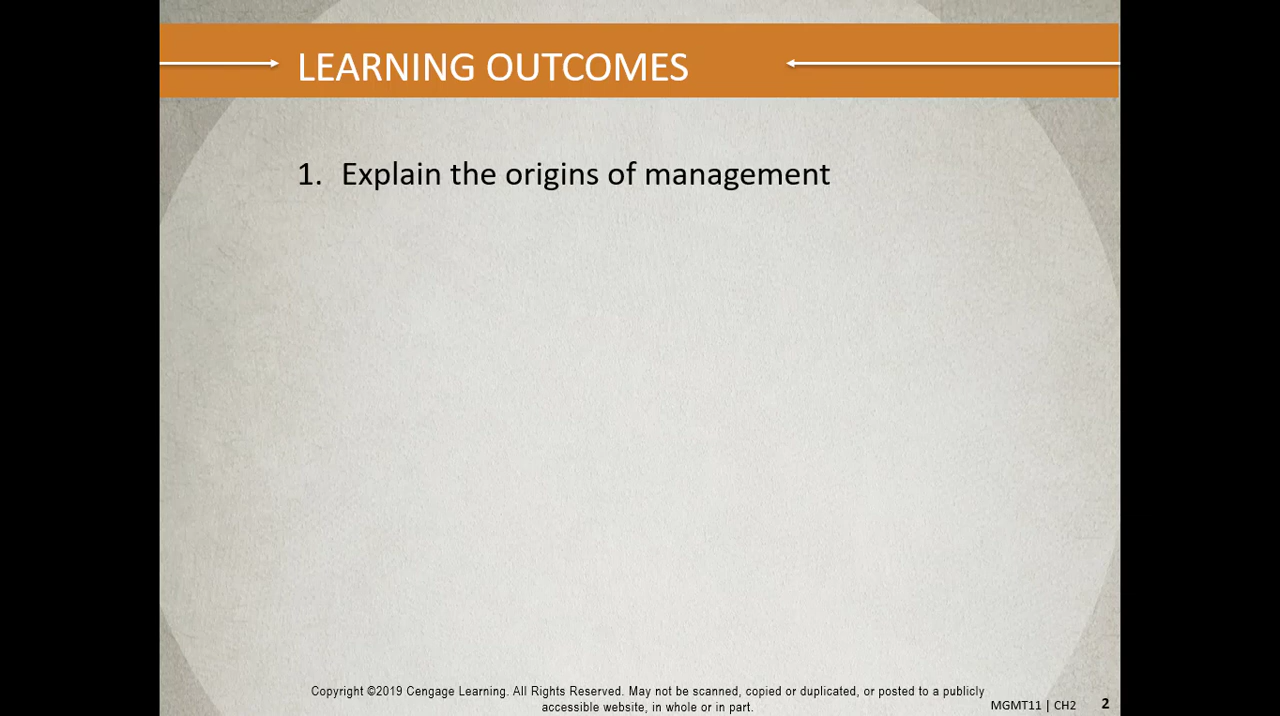 LEARNING OUTCOMES
1. Explain the origins of management
Copyright ©2019 Cengage Learning. All Rights Reserved. May not be scanned, copied or duplicated, or posted to a publicly
accessible website, in whole or in part.
MGMT11 | CH2 2